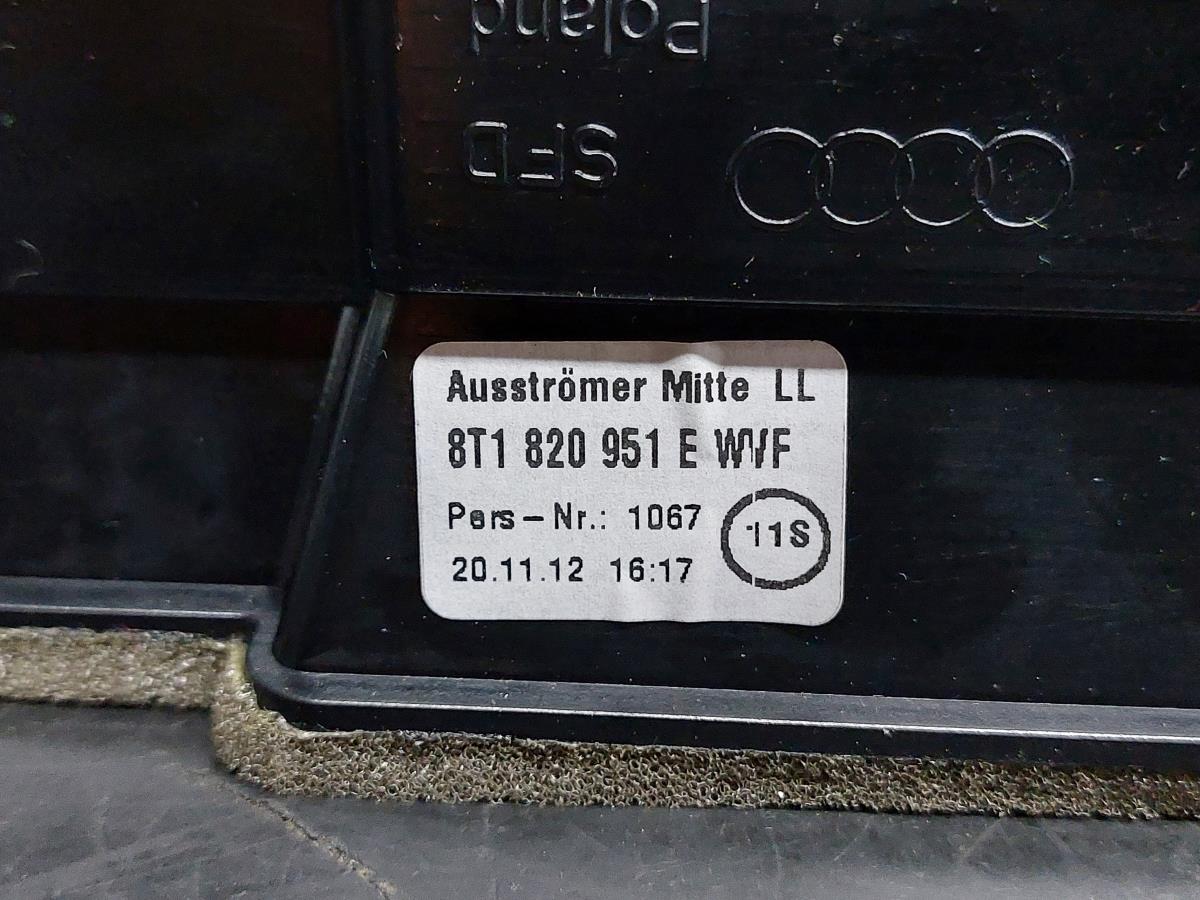 Poland
SFD
Ausströmer Mitte LL
8T1 820 951 E WVF
Pers-Nr.: 1067
11S
20.11.12 16:17